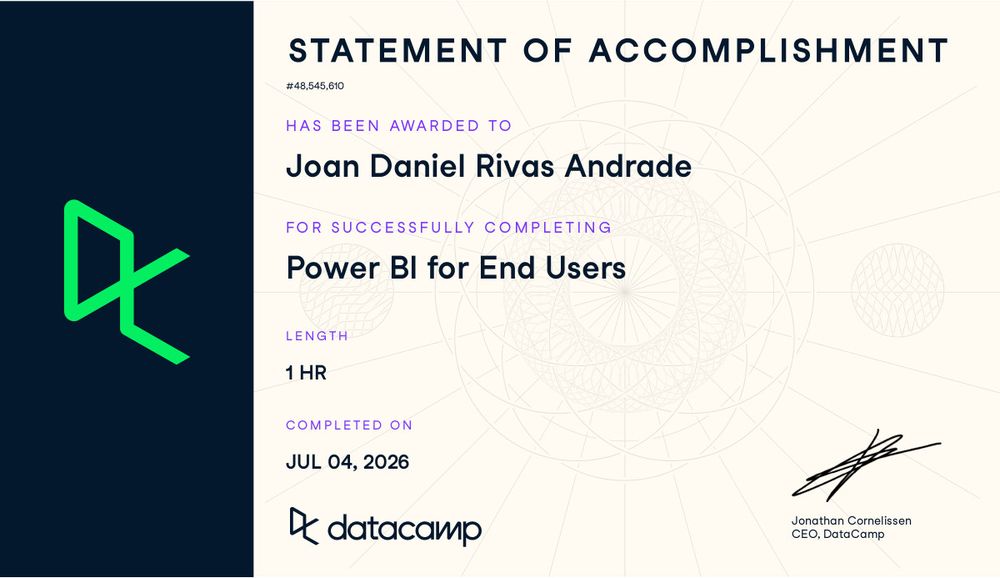 STATEMENT OF ACCOMPLISHMENT
#48,545,610
HAS BEEN AWARDED TO
Joan Daniel Rivas Andrade
FOR SUCCESSFULLY COMPLETING
Power BI for End Users
LENGTH
1 HR
COMPLETED ON
JUL 04, 2026
datacamp
Jonathan Cornelissen
CEO, DataCamp